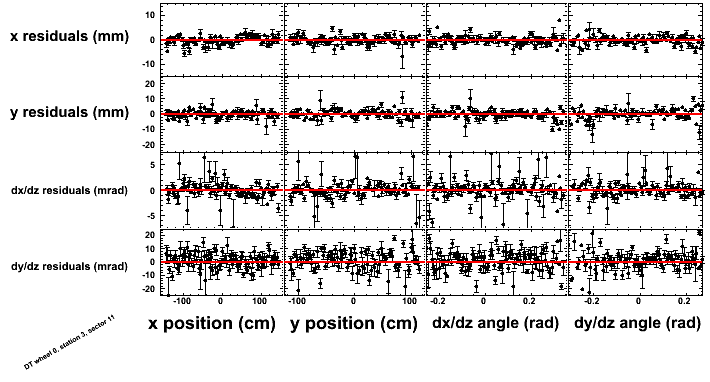 x residuals (mm)
10
0
-10
y residuals (mm)
20
10
0
-10
-20
dx/dz residuals (mrad)
5
0
-5
dy/dz residuals (mrad)
20
10
0
-10
-20
-100 0 100 -100 0 100 -0.2 0 0.2 -0.2 0 0.2
x position (cm) y position (cm) dx/dz angle (rad) dy/dz angle (rad)
DT wheel 0, station 3, sector 11